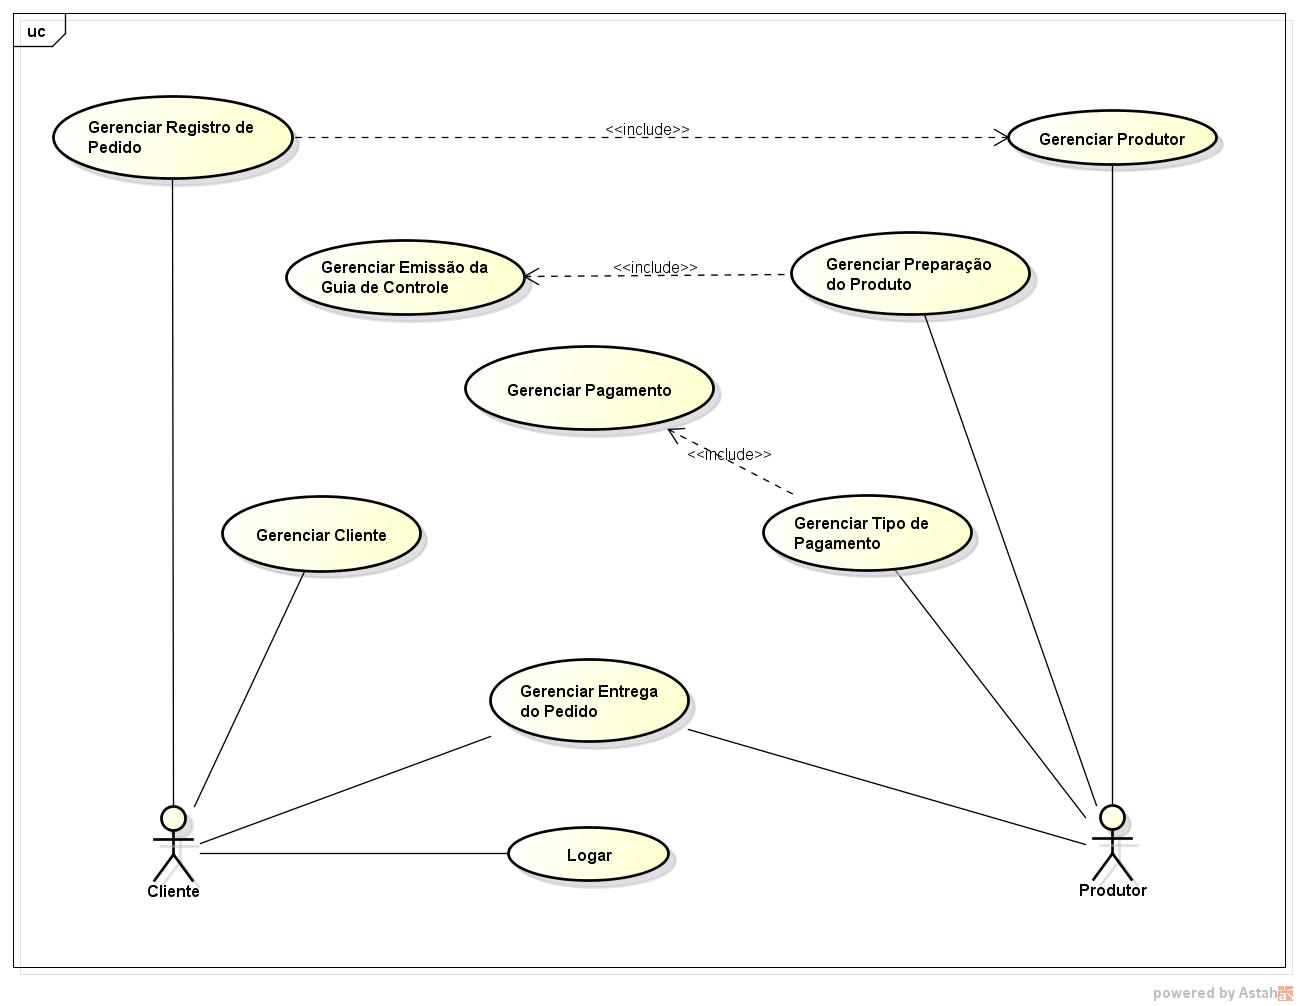 uc
Gerenciar Registro de
Pedido
<<include>>
Gerenciar Produtor
Gerenciar Emissão da
Guia de Controle
<<include>>
Gerenciar Preparação
do Produto
Gerenciar Pagamento
<<include>>
Gerenciar Cliente
Gerenciar Tipo de
Pagamento
Gerenciar Entrega
do Pedido
Logar
Cliente
Produtor
powered by Astah